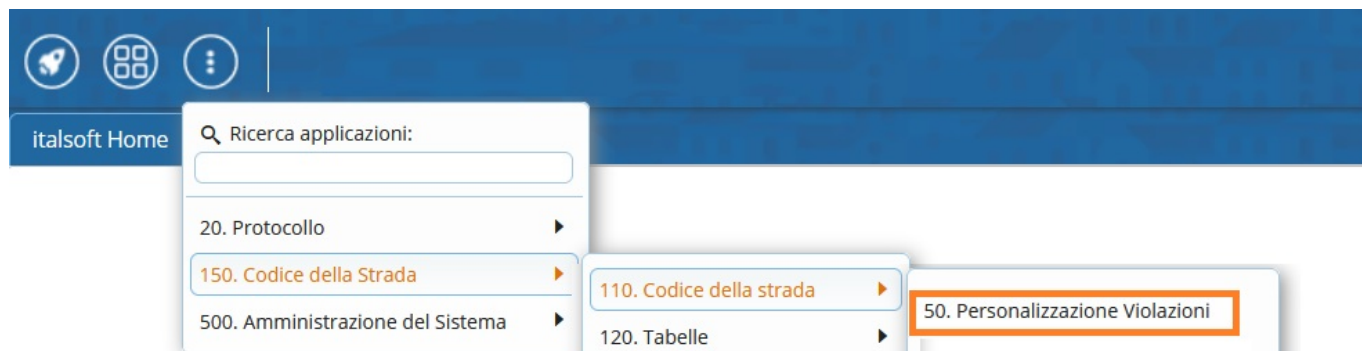 italsoft Home
Ricerca applicazioni:
20. Protocollo
150. Codice della Strada
500. Amministrazione del Sistema
110. Codice della strada
120. Tabelle
50. Personalizzazione Violazioni